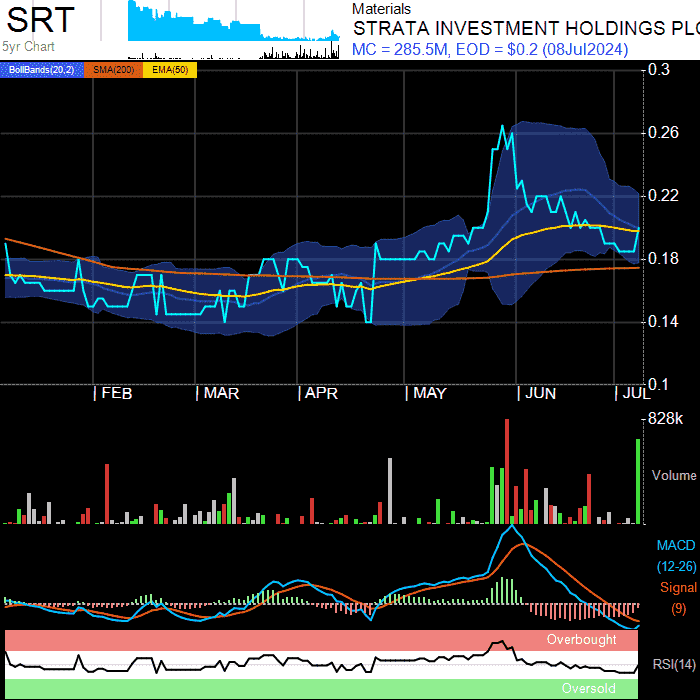 SRT
5yr Chart
Materials
STRATA INVESTMENT HOLDINGS PLC
MC = 285.5M, EOD = $0.2 (08Jul2024)
BollBands(20,2) SMA(200) EMA(50)
0.3
0.26
0.22
0.18
0.14
0.1
FEB MAR APR MAY JUN JUL
828k
Volume
MACD
(12-26)
Signal
(9)
Overbought
RSI(14)
Oversold